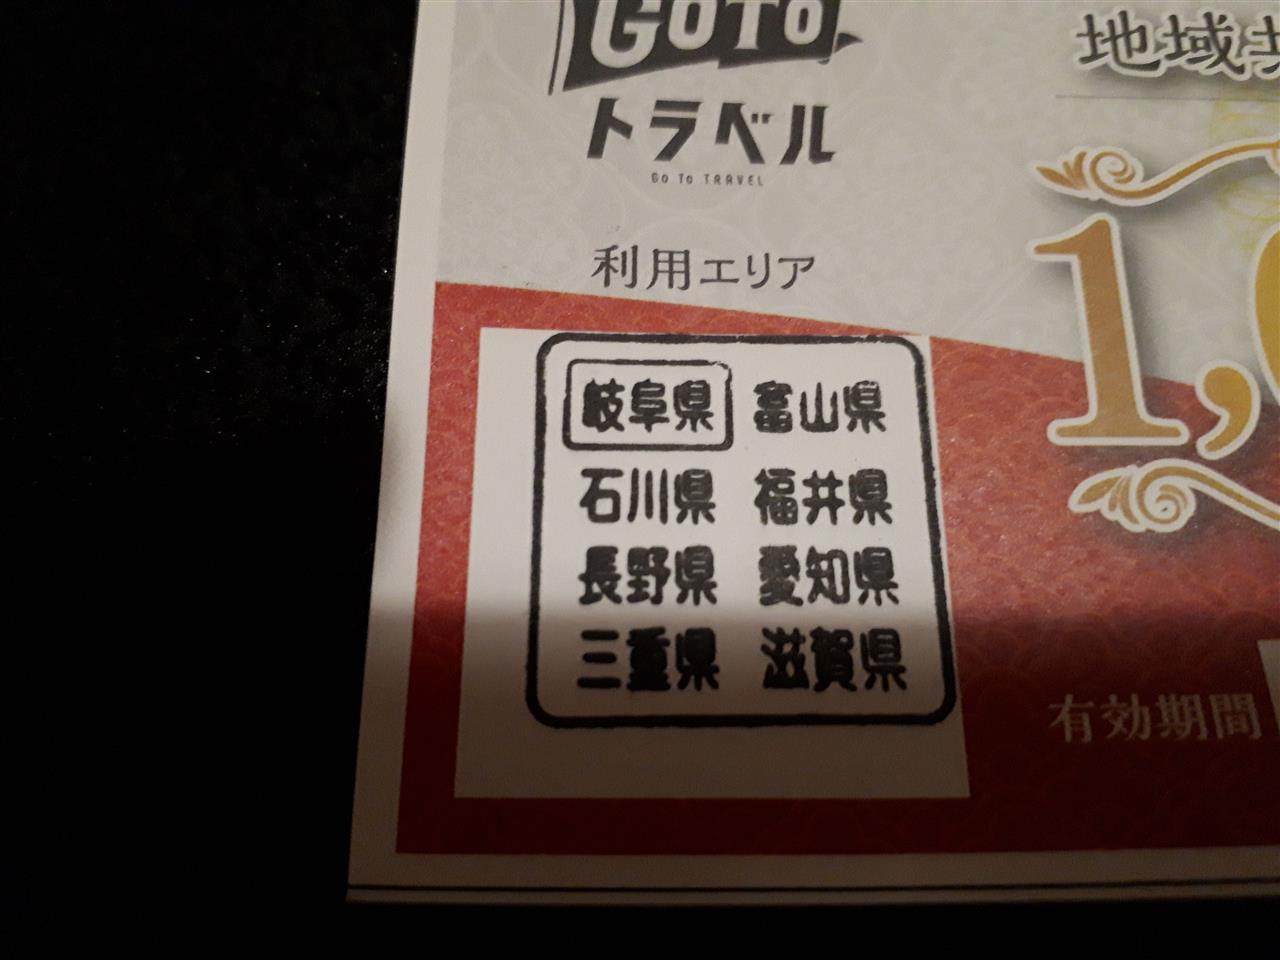 GOTO
トラベル
GO TO TRAVEL
利用エリア
岐阜県 富山県
石川県 福井県
長野県 愛知県
三重県 滋賀県
地域
1,
有効期間